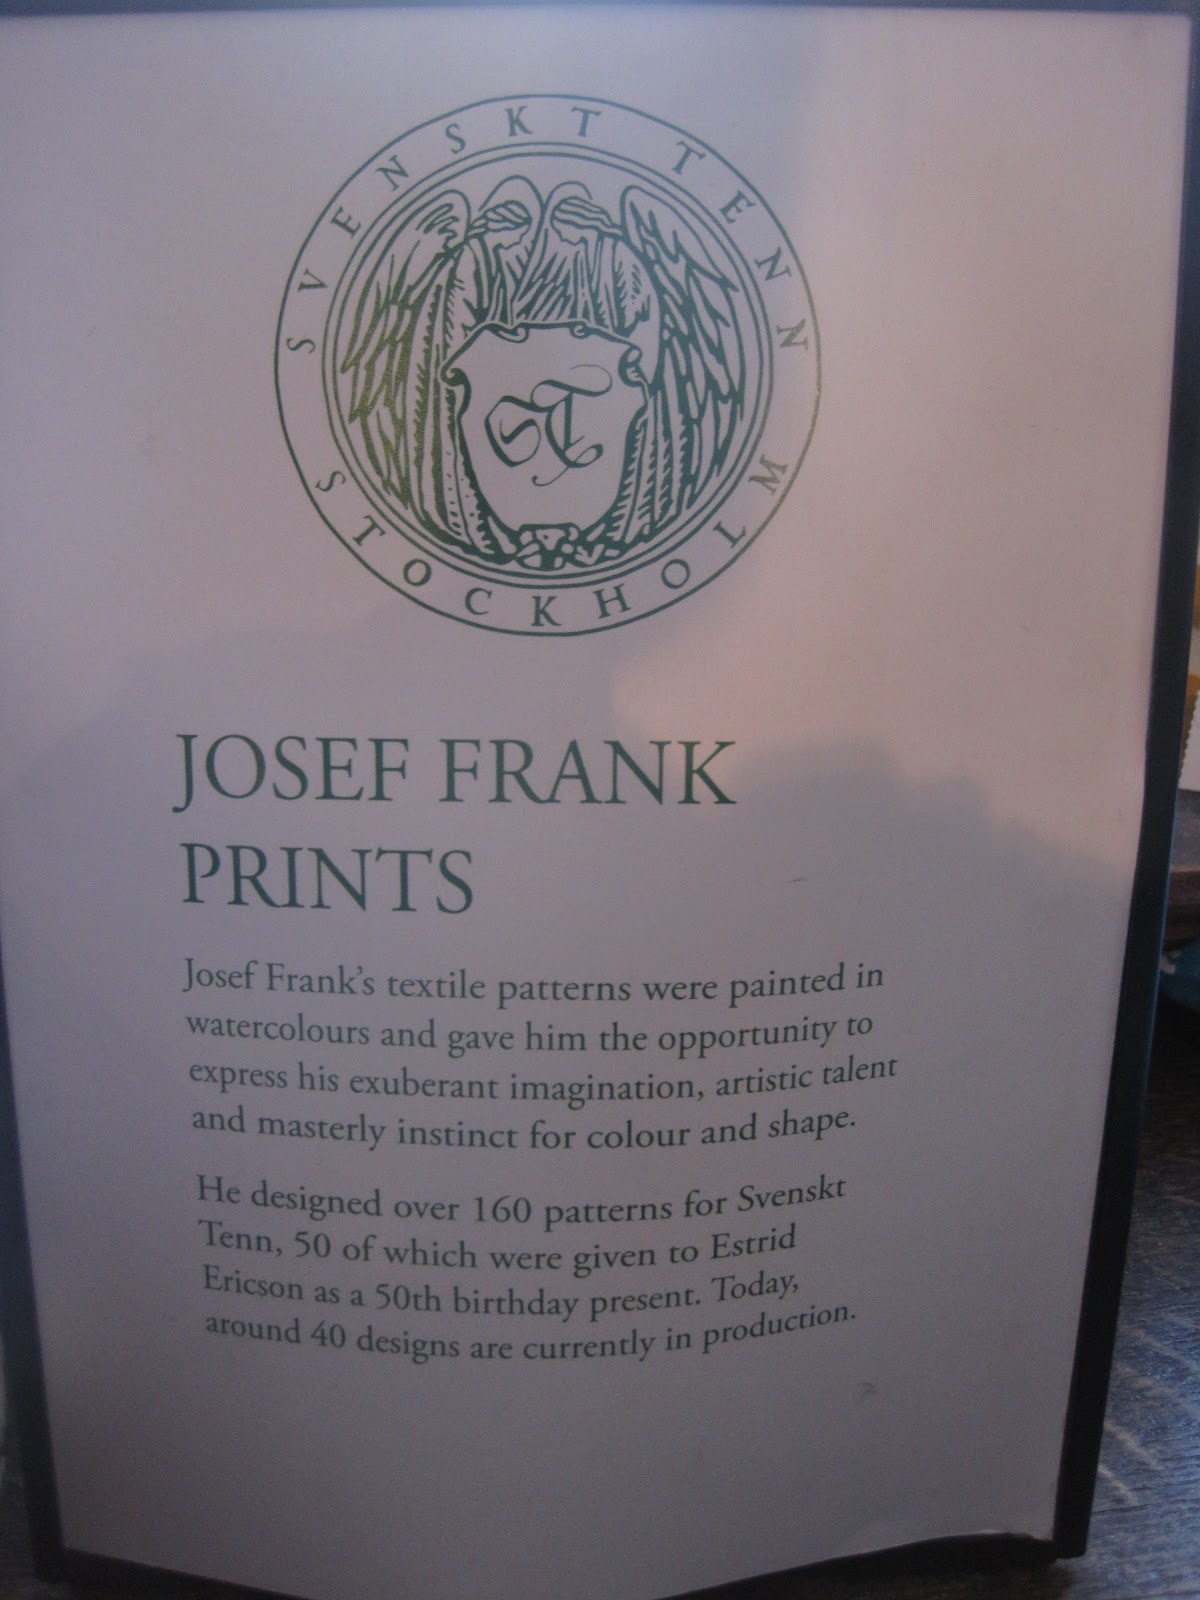 SVENSKT TENN
STOCKHOLM
ST
JOSEF FRANK
PRINTS
Josef Frank's textile patterns were painted in
watercolours and gave him the opportunity to
express his exuberant imagination, artistic talent
and masterly instinct for colour and shape.
He designed over 160 patterns for Svenskt
Tenn, 50 of which were given to Estrid
Ericson as a 50th birthday present. Today,
around 40 designs are currently in production.